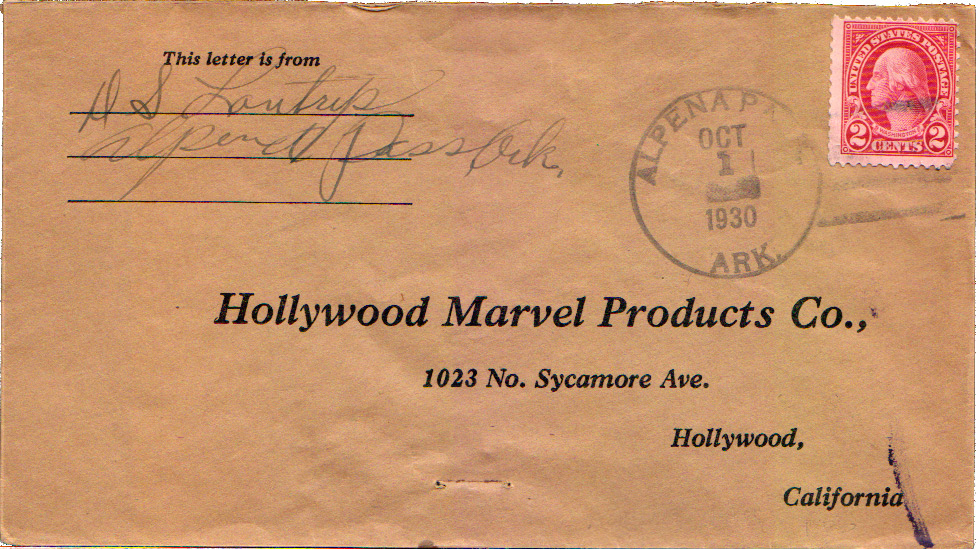 This letter is from
D S
Alpena Pass Ark.
ALPENA PA
OCT
1
1930
ARK.
UNITED STATES POSTAGE
WASHINGTON
2 CENTS 2
Hollywood Marvel Products Co.,
1023 No. Sycamore Ave.
Hollywood,
California